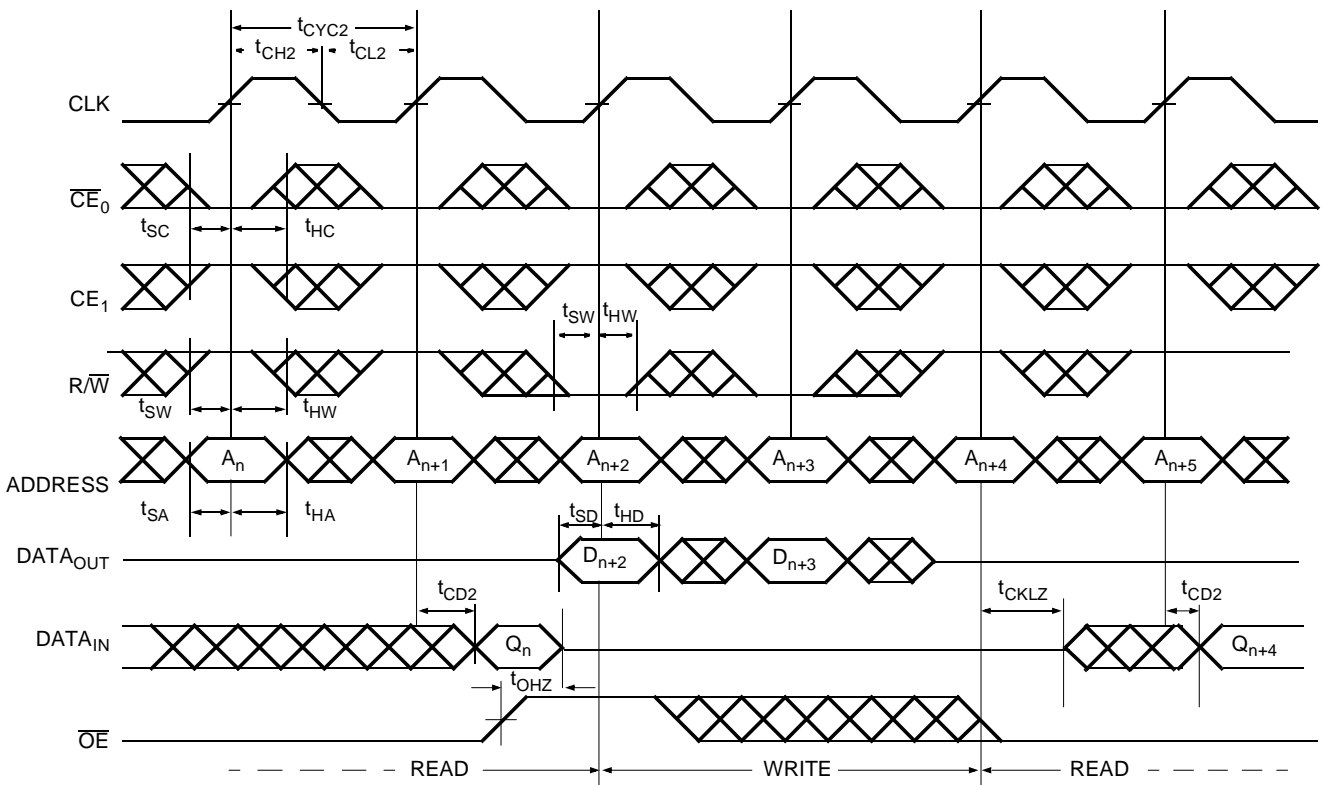 tCYC2
tCH2 tCL2
CLK
CE0
tSC tHC
CE1
tSW tHW
R/W
tSW tHW
An An+1 An+2 An+3 An+4 An+5
ADDRESS
tSA tHA tSD tHD
DATAOUT Dn+2 Dn+3
tCD2 tCKLZ tCD2
DATAIN Qn Qn+4
tOHZ
OE
READ WRITE READ